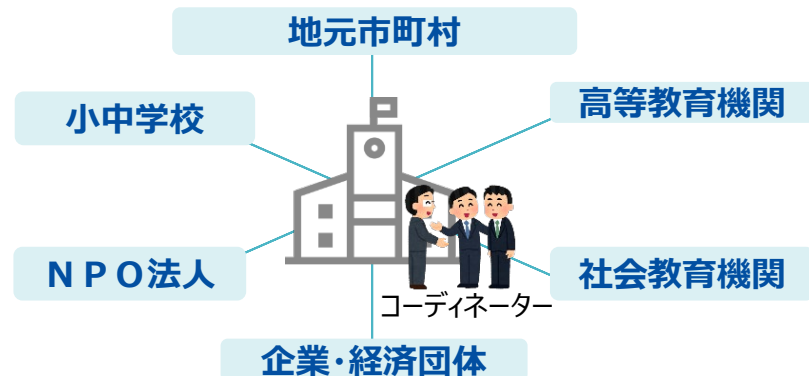 地元市町村
小中学校
高等教育機関
ＮＰＯ法人
社会教育機関
コーディネーター
企業・経済団体